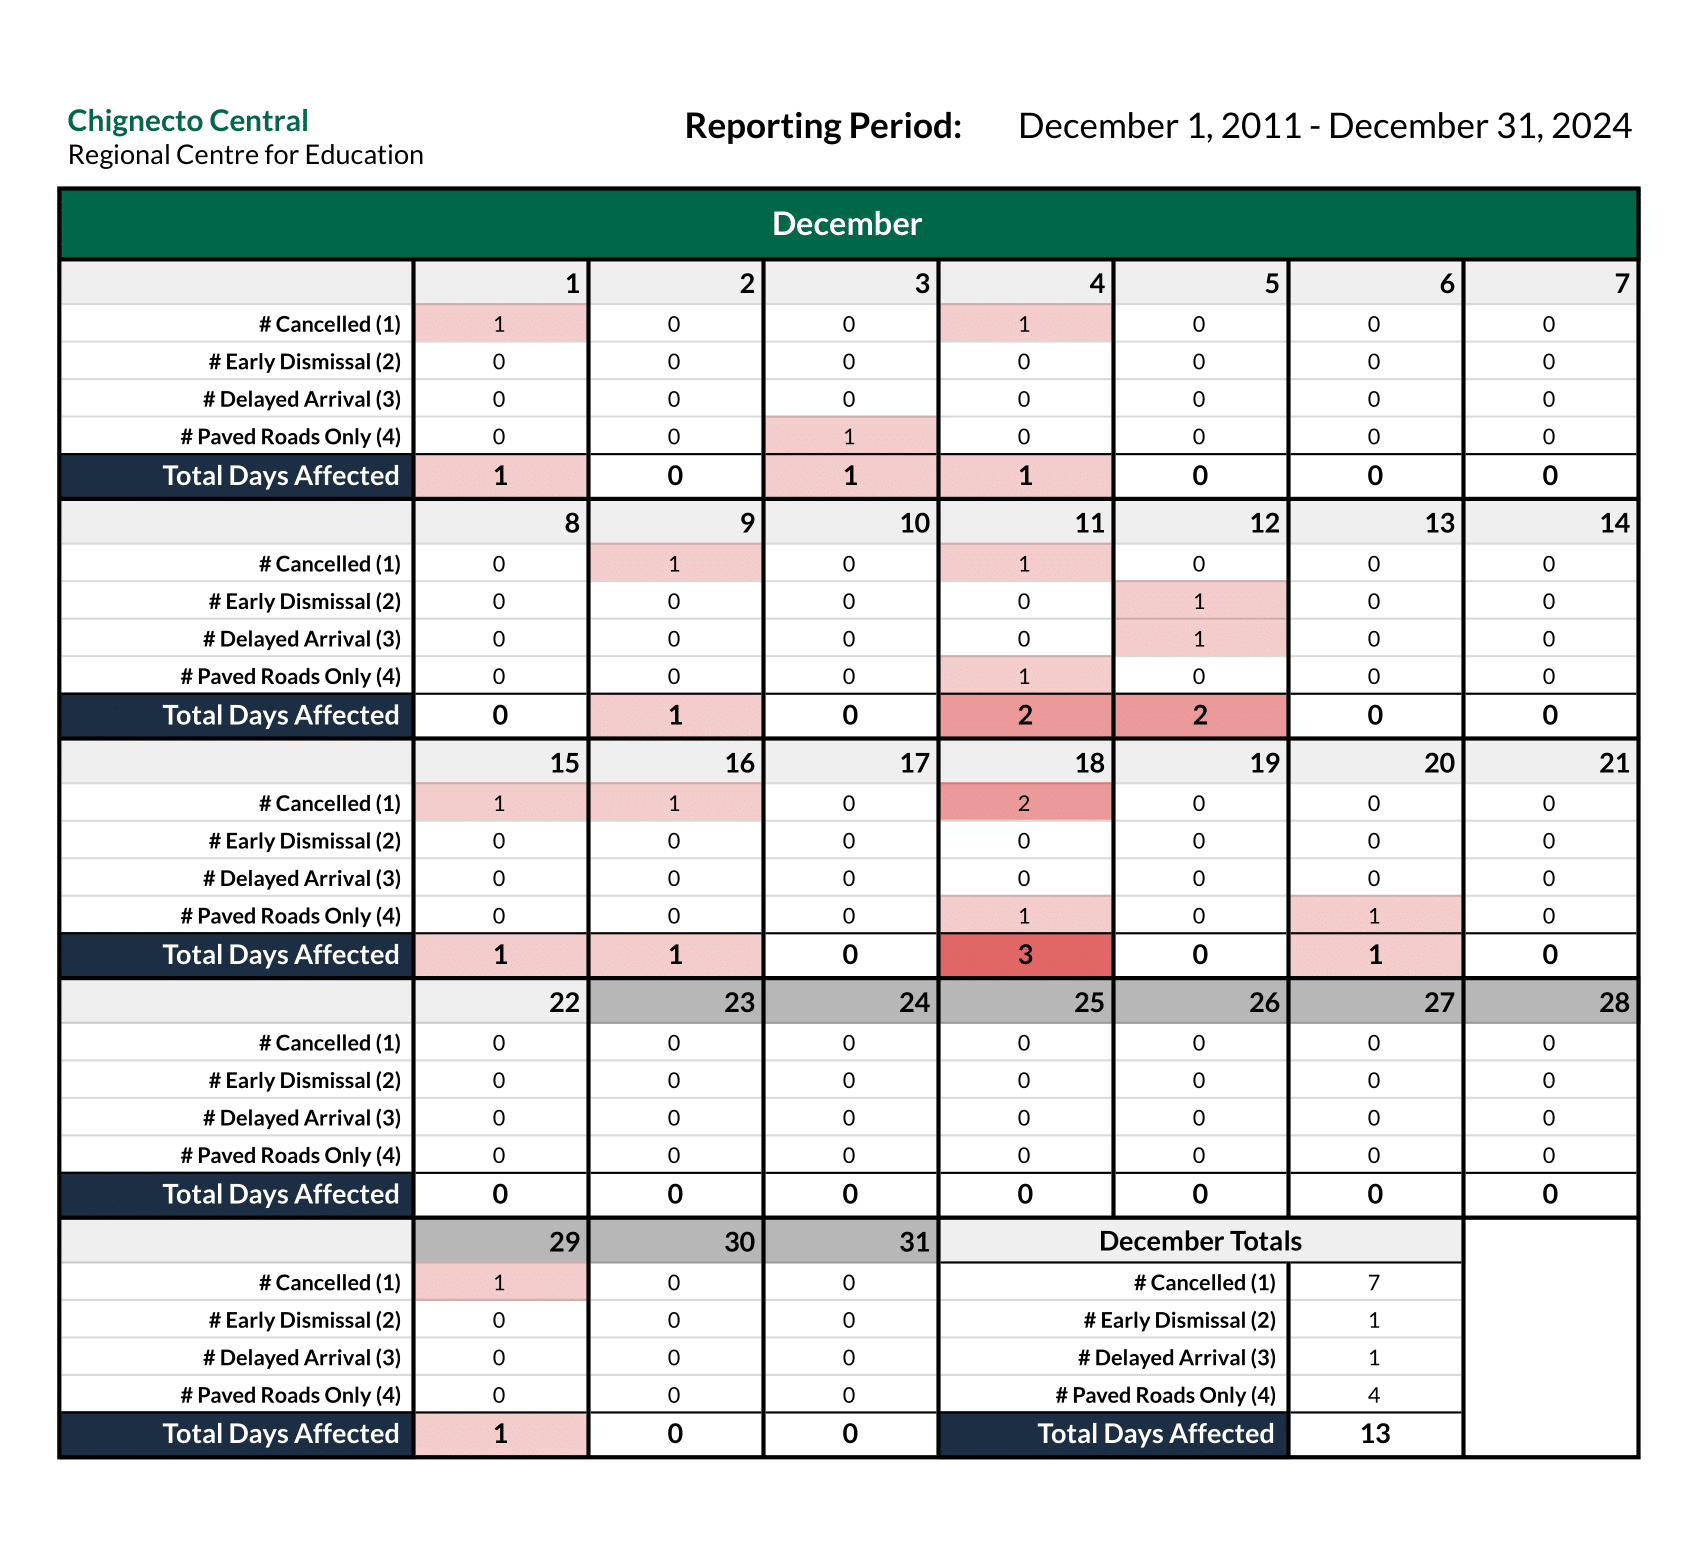 Chignecto Central
Regional Centre for Education
Reporting Period: December 1, 2011 - December 31, 2024
December
1 2 3 4 5 6 7
# Cancelled (1) 1 0 0 1 0 0 0
# Early Dismissal (2) 0 0 0 0 0 0 0
# Delayed Arrival (3) 0 0 0 0 0 0 0
# Paved Roads Only (4) 0 0 1 0 0 0 0
Total Days Affected 1 0 1 1 0 0 0
8 9 10 11 12 13 14
# Cancelled (1) 0 1 0 1 0 0 0
# Early Dismissal (2) 0 0 0 0 1 0 0
# Delayed Arrival (3) 0 0 0 0 1 0 0
# Paved Roads Only (4) 0 0 0 1 0 0 0
Total Days Affected 0 1 0 2 2 0 0
15 16 17 18 19 20 21
# Cancelled (1) 1 1 0 2 0 0 0
# Early Dismissal (2) 0 0 0 0 0 0 0
# Delayed Arrival (3) 0 0 0 0 0 0 0
# Paved Roads Only (4) 0 0 0 1 0 1 0
Total Days Affected 1 1 0 3 0 1 0
22 23 24 25 26 27 28
# Cancelled (1) 0 0 0 0 0 0 0
# Early Dismissal (2) 0 0 0 0 0 0 0
# Delayed Arrival (3) 0 0 0 0 0 0 0
# Paved Roads Only (4) 0 0 0 0 0 0 0
Total Days Affected 0 0 0 0 0 0 0
29 30 31 December Totals
# Cancelled (1) 1 0 0 # Cancelled (1) 7
# Early Dismissal (2) 0 0 0 # Early Dismissal (2) 1
# Delayed Arrival (3) 0 0 0 # Delayed Arrival (3) 1
# Paved Roads Only (4) 0 0 0 # Paved Roads Only (4) 4
Total Days Affected 1 0 0 Total Days Affected 13